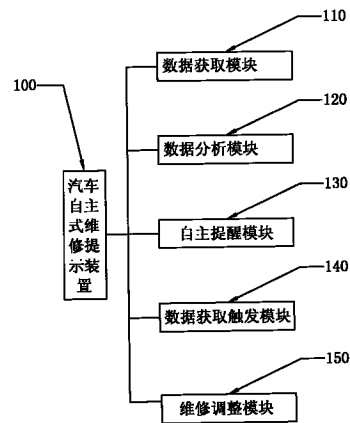 110
数据获取模块
100
120
数据分析模块
汽车
自主
式维
修提
示装
置
130
自主提醒模块
140
数据获取触发模块
150
维修调整模块